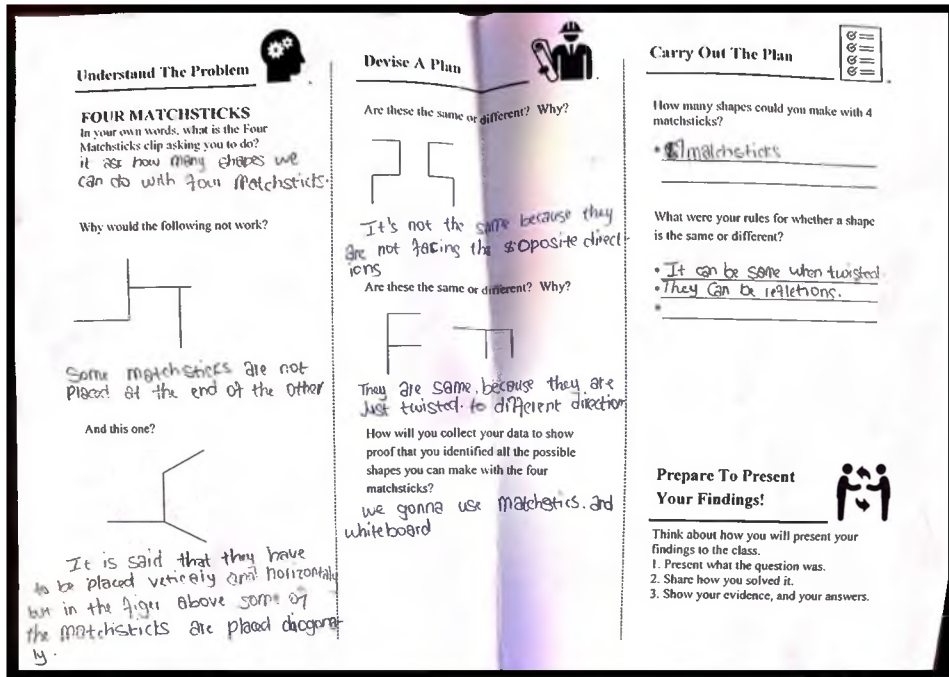 Understand The Problem
FOUR MATCHSTICKS
In your own words, what is the Four
Matchsticks clip asking you to do?
it ask how many shapes we
can do with four Matchsticks.
Why would the following not work?
Some matchsticks are not
placed at the end of the other
And this one?
It is said that they have
to be placed veticaly and horizontaly
but in the figer above some of
the matchsticks are placed diogonat
ly.
Devise A Plan
Are these the same or different? Why?
It's not the same because they
are not facing the oposite direct-
ions
Are these the same or different? Why?
They are same. because they are
Just twisted. to different direction
How will you collect your data to show
proof that you identified all the possible
shapes you can make with the four
matchsticks?
we gonna use matchstics. and
whiteboard
Carry Out The Plan
How many shapes could you make with 4
matchsticks?
• matchsticks
What were your rules for whether a shape
is the same or different?
• It can be same when twisted
• They can be refletions.
•
Prepare To Present
Your Findings!
Think about how you will present your
findings to the class.
1. Present what the question was.
2. Share how you solved it.
3. Show your evidence, and your answers.